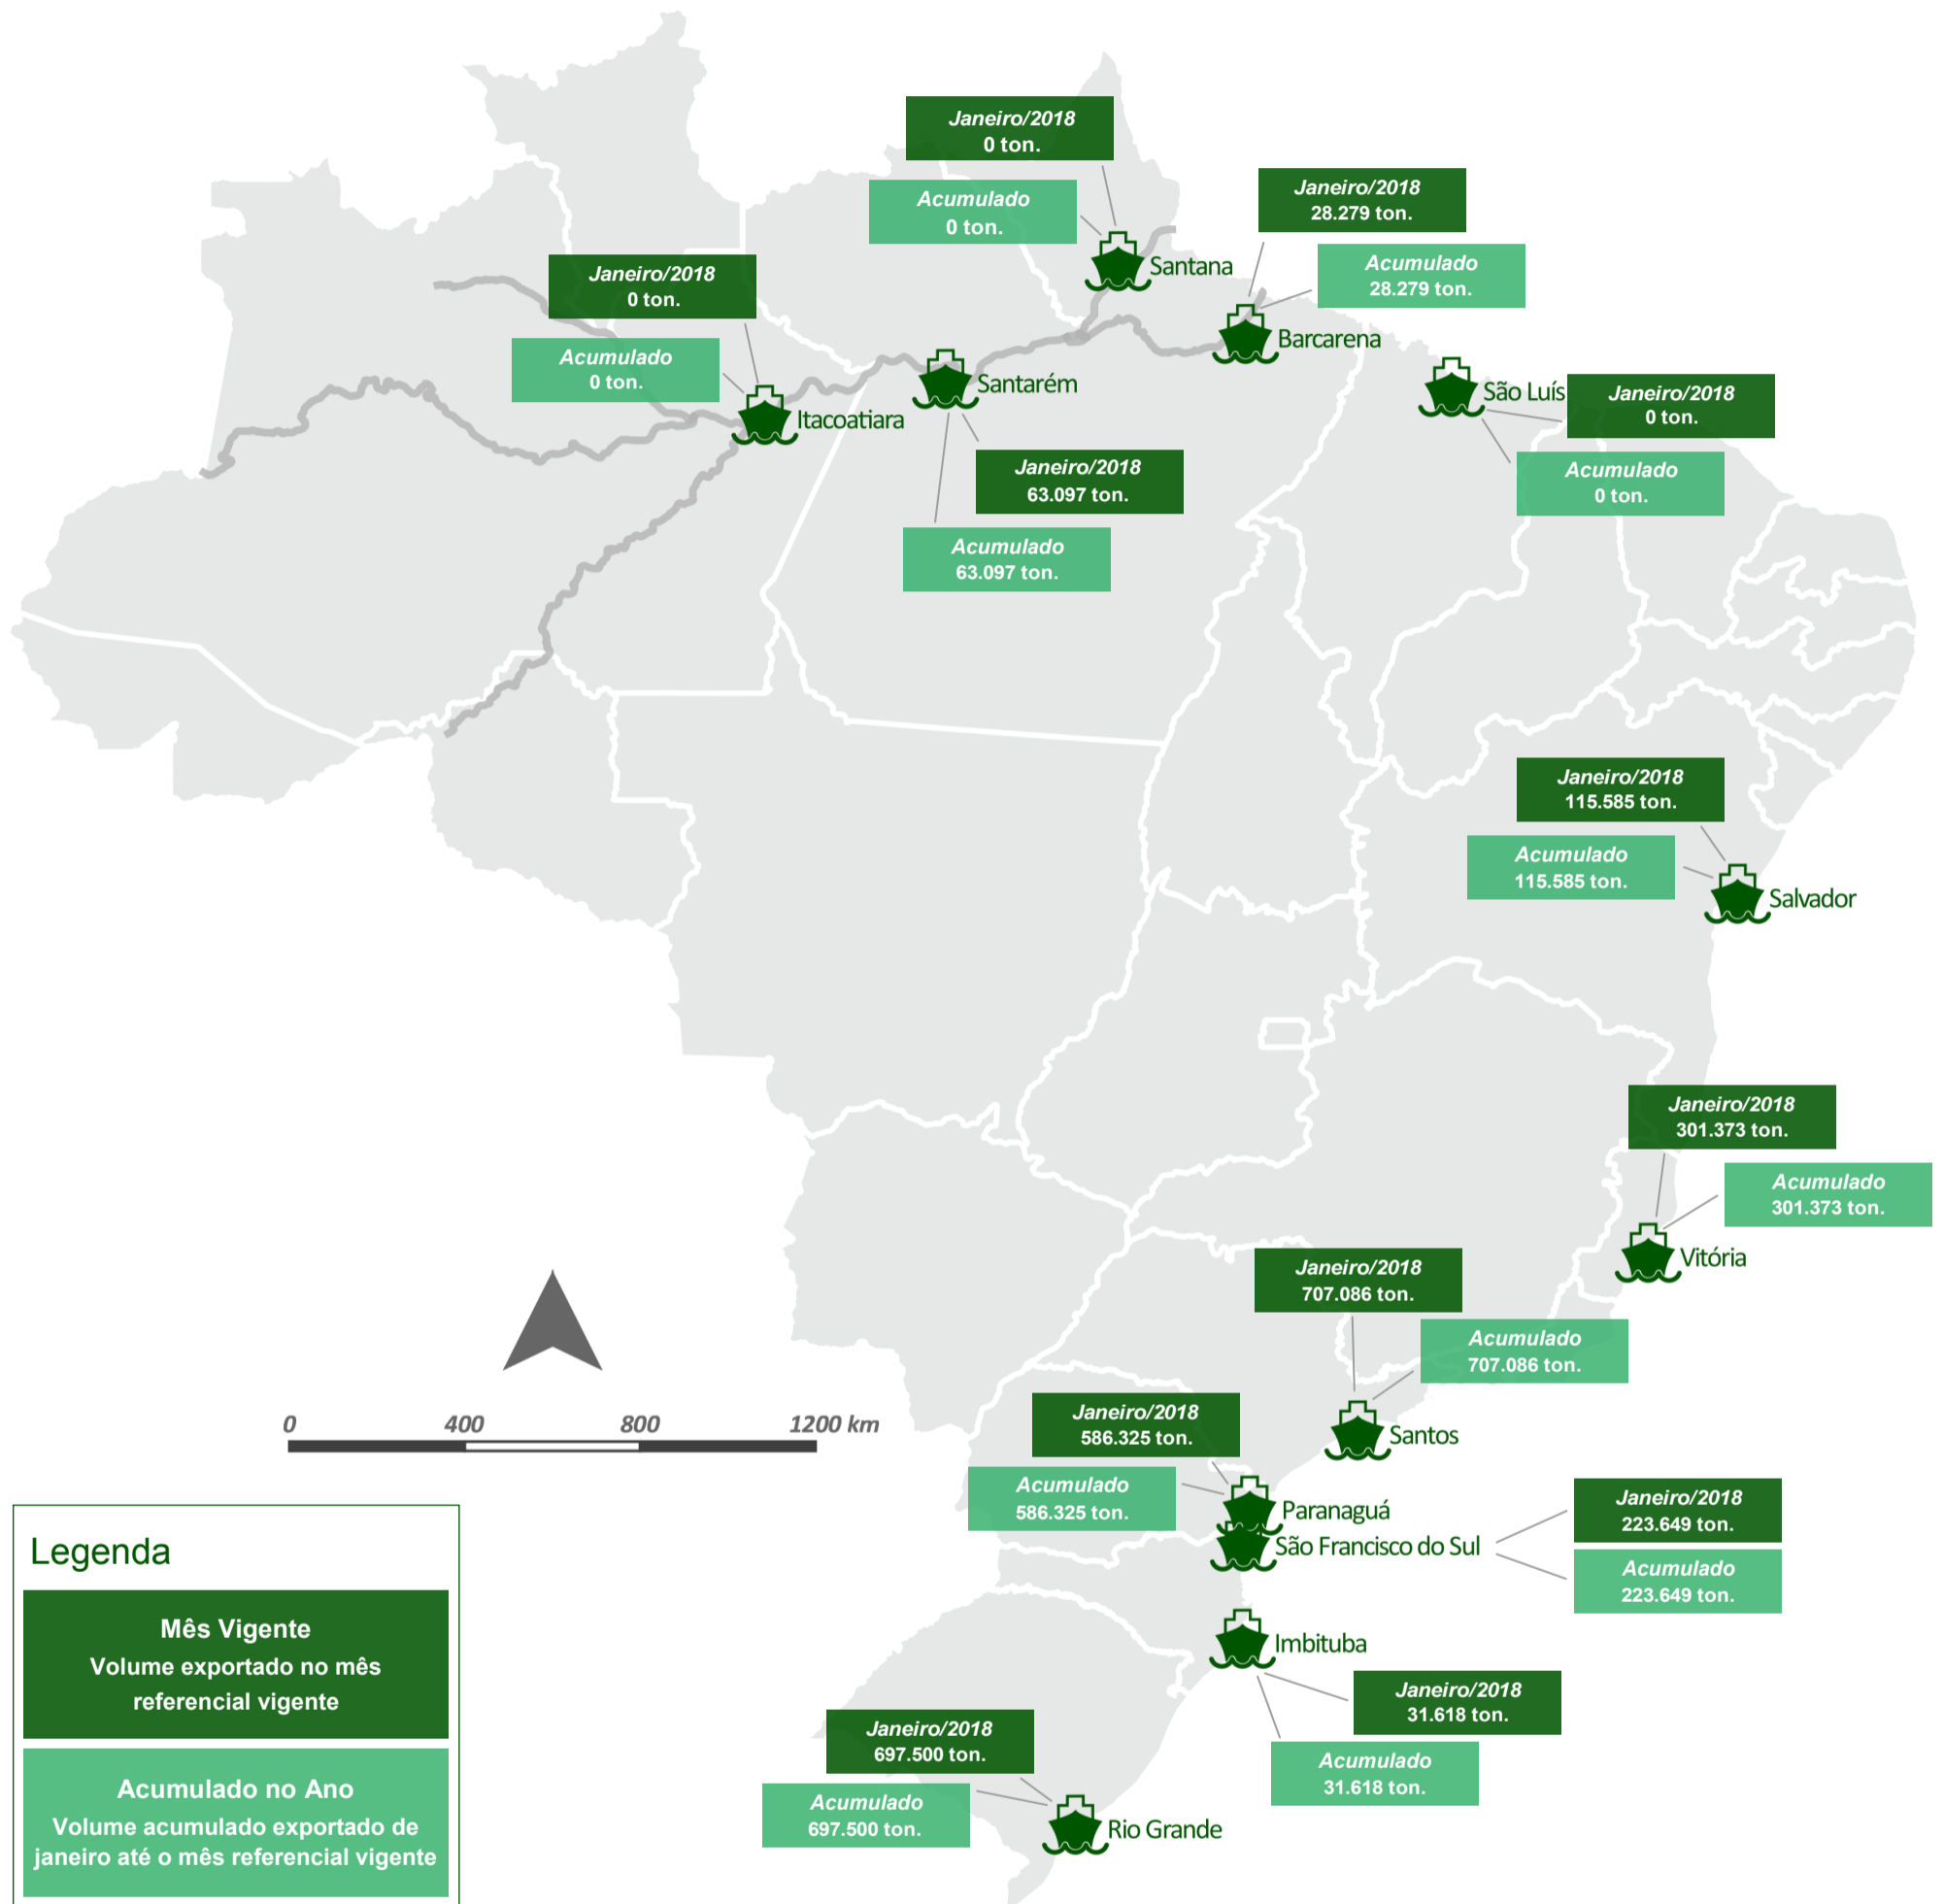 Janeiro/2018
0 ton.
Acumulado
0 ton.
Santana
Janeiro/2018
28.279 ton.
Acumulado
28.279 ton.
Barcarena
Janeiro/2018
0 ton.
Acumulado
0 ton.
Itacoatiara
Santarém
Janeiro/2018
63.097 ton.
Acumulado
63.097 ton.
São Luís
Janeiro/2018
0 ton.
Acumulado
0 ton.
Janeiro/2018
115.585 ton.
Acumulado
115.585 ton.
Salvador
Janeiro/2018
301.373 ton.
Acumulado
301.373 ton.
Vitória
Janeiro/2018
707.086 ton.
Acumulado
707.086 ton.
Santos
Janeiro/2018
586.325 ton.
Acumulado
586.325 ton.
Paranaguá
São Francisco do Sul
Janeiro/2018
223.649 ton.
Acumulado
223.649 ton.
Imbituba
Janeiro/2018
31.618 ton.
Acumulado
31.618 ton.
Janeiro/2018
697.500 ton.
Acumulado
697.500 ton.
Rio Grande
0 400 800 1200 km
Legenda
Mês Vigente
Volume exportado no mês
referencial vigente
Acumulado no Ano
Volume acumulado exportado de
janeiro até o mês referencial vigente